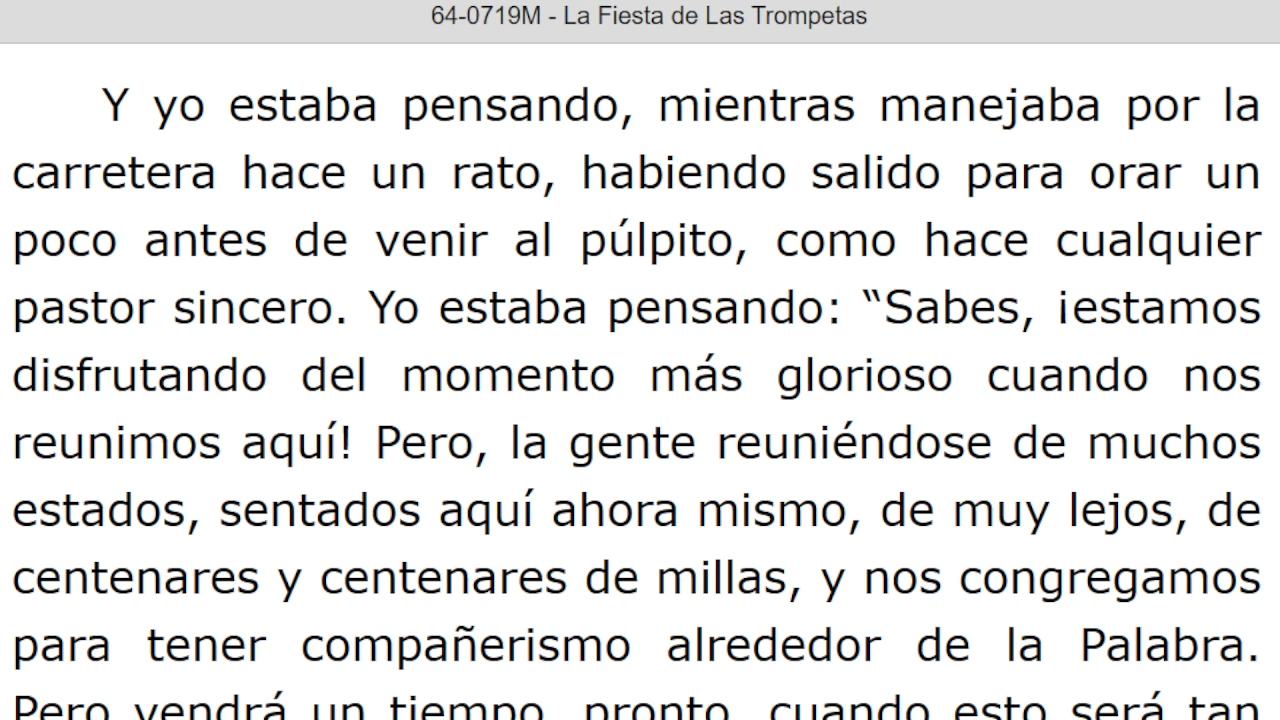 64-0719M - La Fiesta de Las Trompetas
Y yo estaba pensando, mientras manejaba por la
carretera hace un rato, habiendo salido para orar un
poco antes de venir al púlpito, como hace cualquier
pastor sincero. Yo estaba pensando: “Sabes, ¡estamos
disfrutando del momento más glorioso cuando nos
reunimos aquí! Pero, la gente reuniéndose de muchos
estados, sentados aquí ahora mismo, de muy lejos, de
centenares y centenares de millas, y nos congregamos
para tener compañerismo alrededor de la Palabra.
Pero vendrá un tiempo, pronto, cuando esto será tan